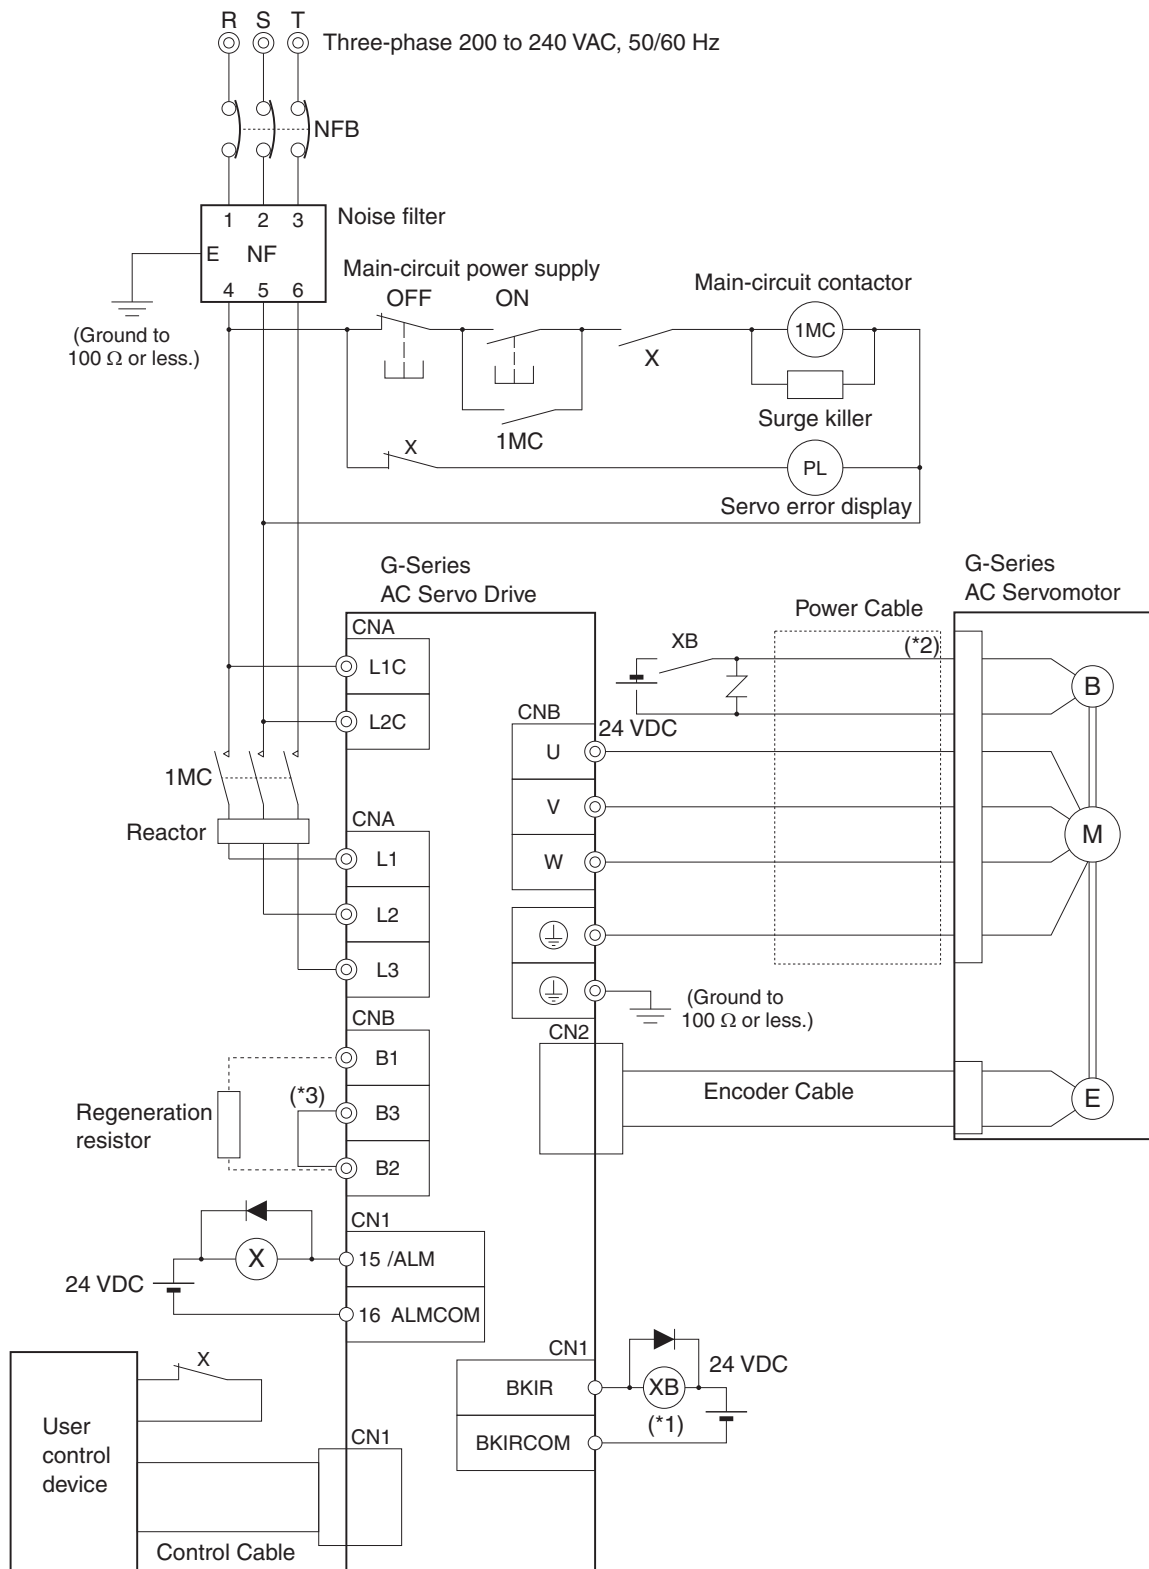 R S T
Three-phase 200 to 240 VAC, 50/60 Hz
NFB
1 2 3
Noise filter
E NF
4 5 6
(Ground to
100 Ω or less.)
Main-circuit power supply
OFF ON
Main-circuit contactor
1MC
X
Surge killer
1MC
X
PL
Servo error display
G-Series
AC Servo Drive
G-Series
AC Servomotor
CNA
L1C
L2C
Power Cable
XB
(*2)
B
24 VDC
CNB
U
V
W
M
1MC
Reactor
CNA
L1
L2
L3
(Ground to
100 Ω or less.)
CNB
B1
(*3)
B3
B2
Regeneration
resistor
CN2
Encoder Cable
E
CN1
X
15 /ALM
24 VDC
16 ALMCOM
CN1
BKIR
XB
24 VDC
(*1)
BKIRCOM
X
User
control
device
CN1
Control Cable